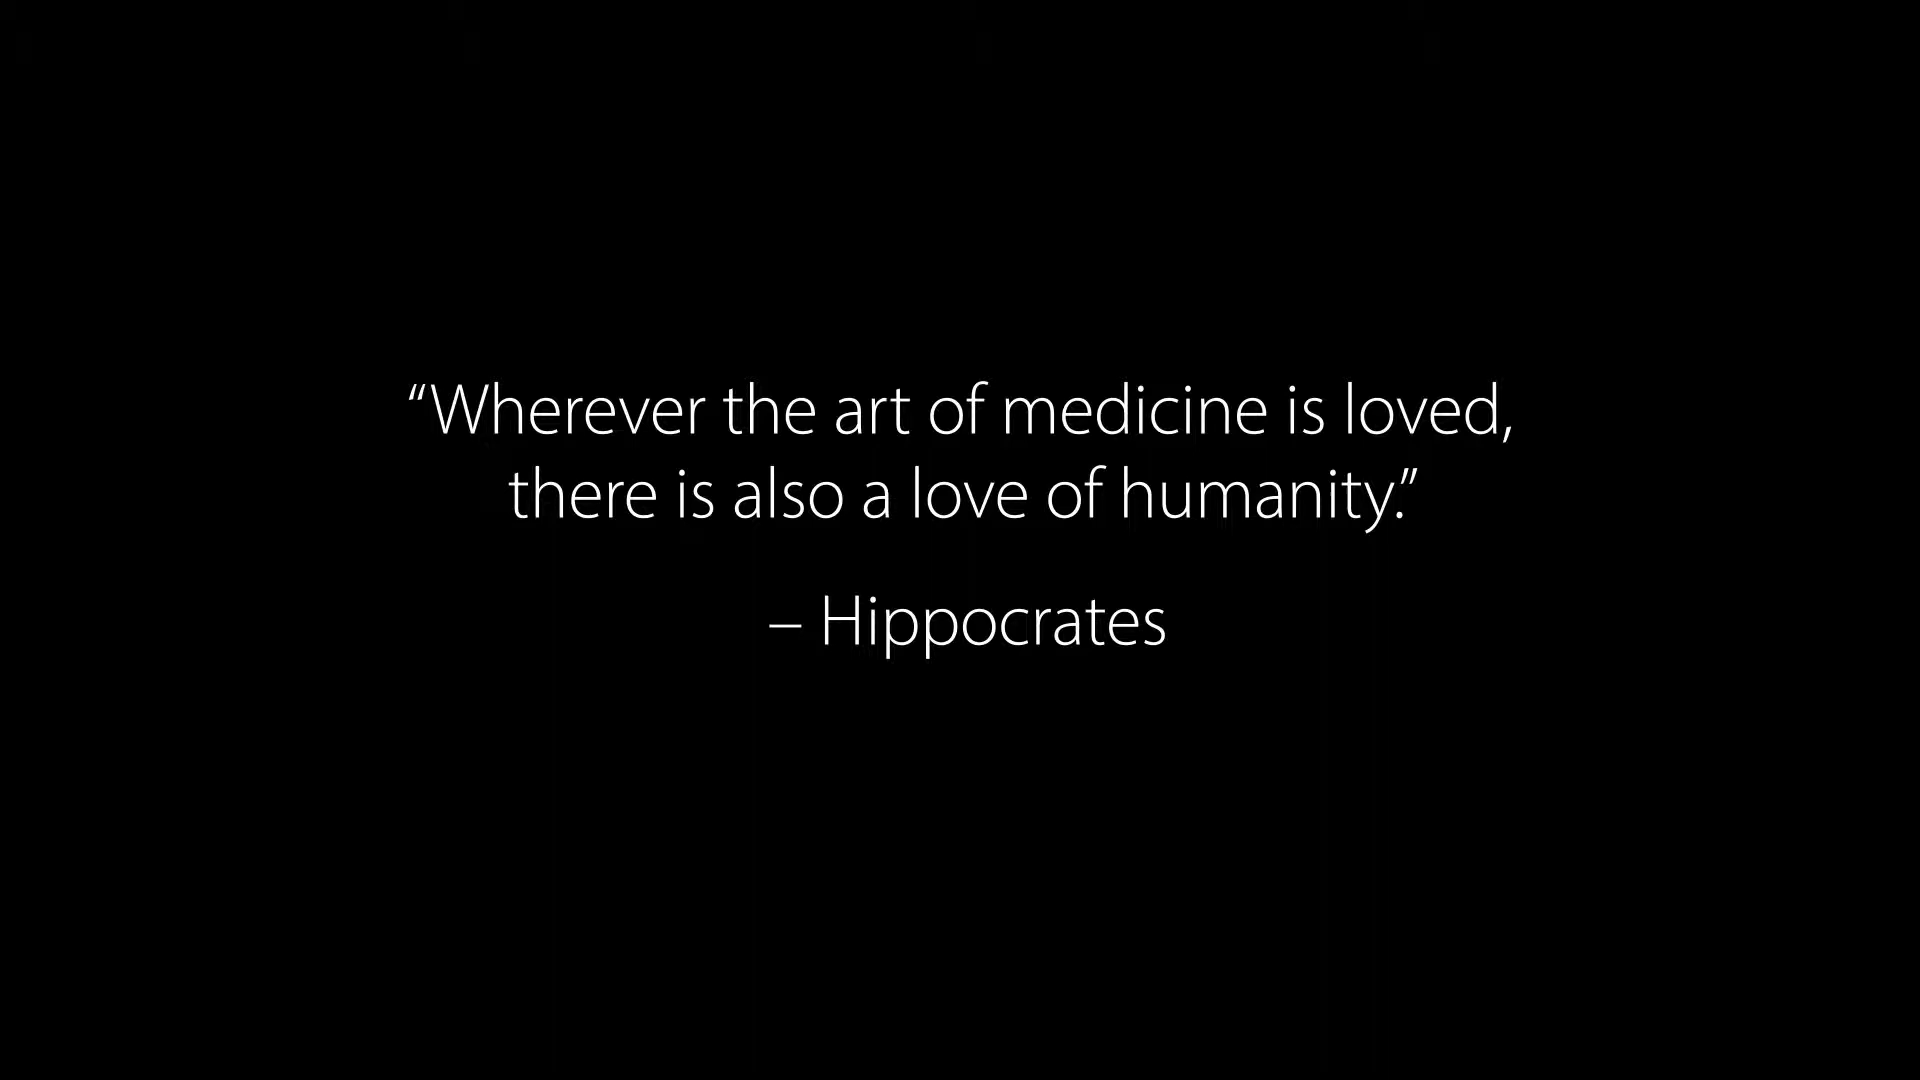 “Wherever the art of medicine is loved,
there is also a love of humanity.”
– Hippocrates